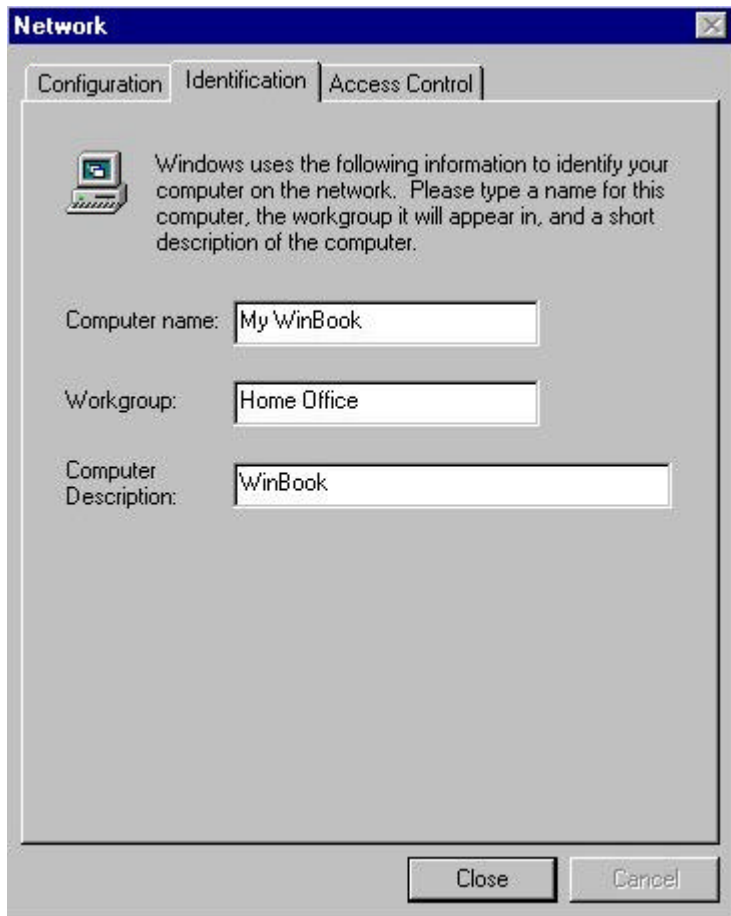 Network
Configuration Identification Access Control
Windows uses the following information to identify your
computer on the network. Please type a name for this
computer, the workgroup it will appear in, and a short
description of the computer.
Computer name: My WinBook
Workgroup: Home Office
Computer
Description: WinBook
Close Cancel